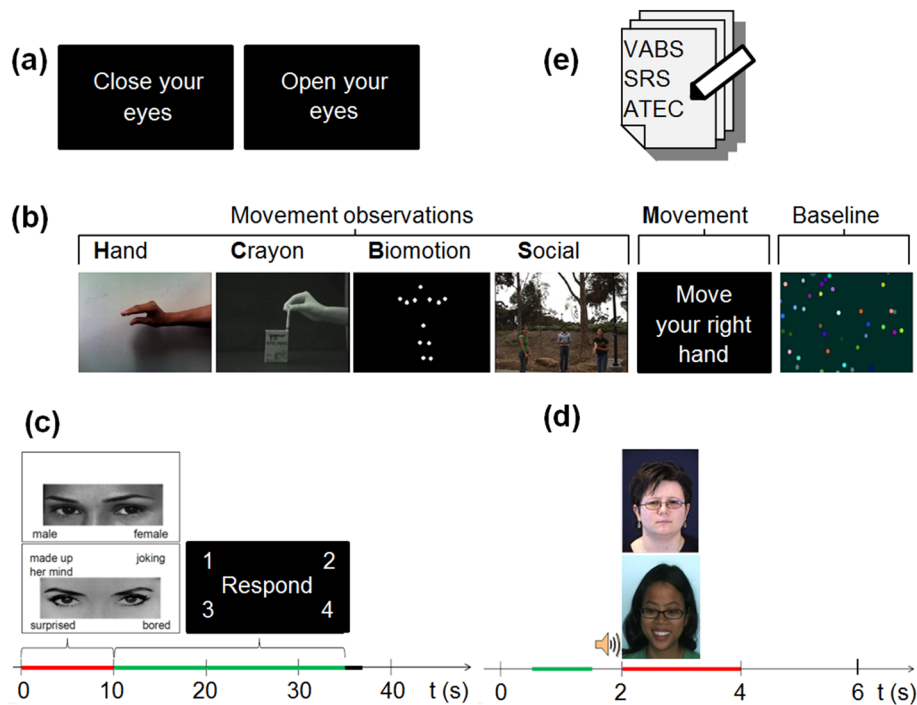 (a)
Close your
eyes
Open your
eyes
(e)
VABS
SRS
ATEC
(b)
Movement observations
Movement
Baseline
Hand
Crayon
Biomotion
Social
Move
your right
hand
(c)
male female
made up joking
her mind
surprised bored
1 2
Respond
3 4
0 10 20 30 40 t (s)
(d)
0 2 4 6 t (s)